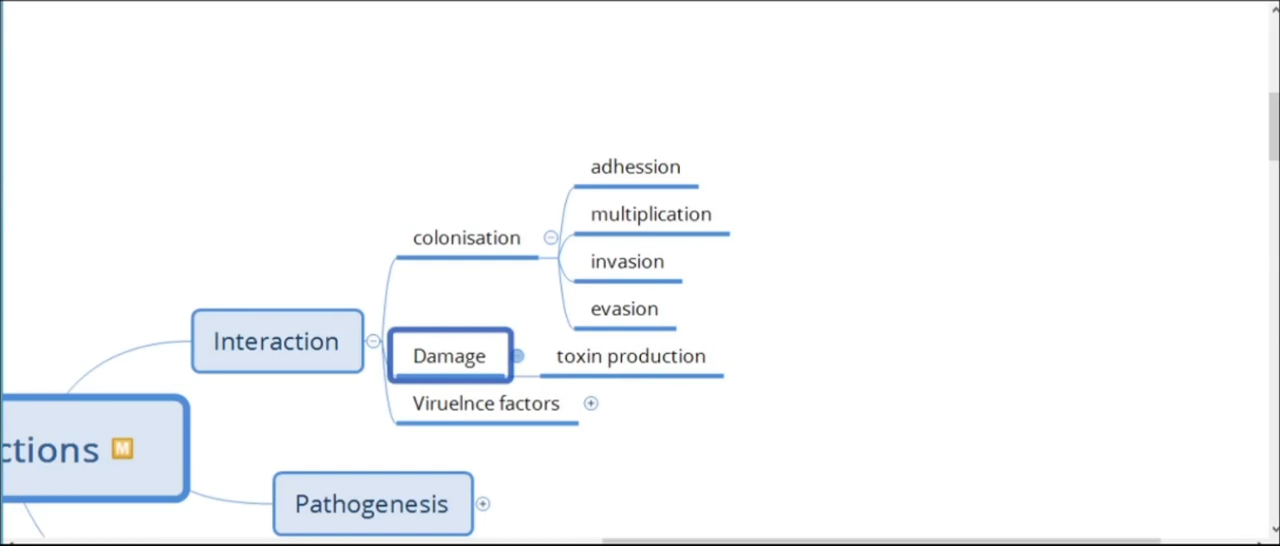 adhession
multiplication
colonisation
invasion
evasion
Interaction
Damage
toxin production
Viruelnce factors
ctions M
Pathogenesis